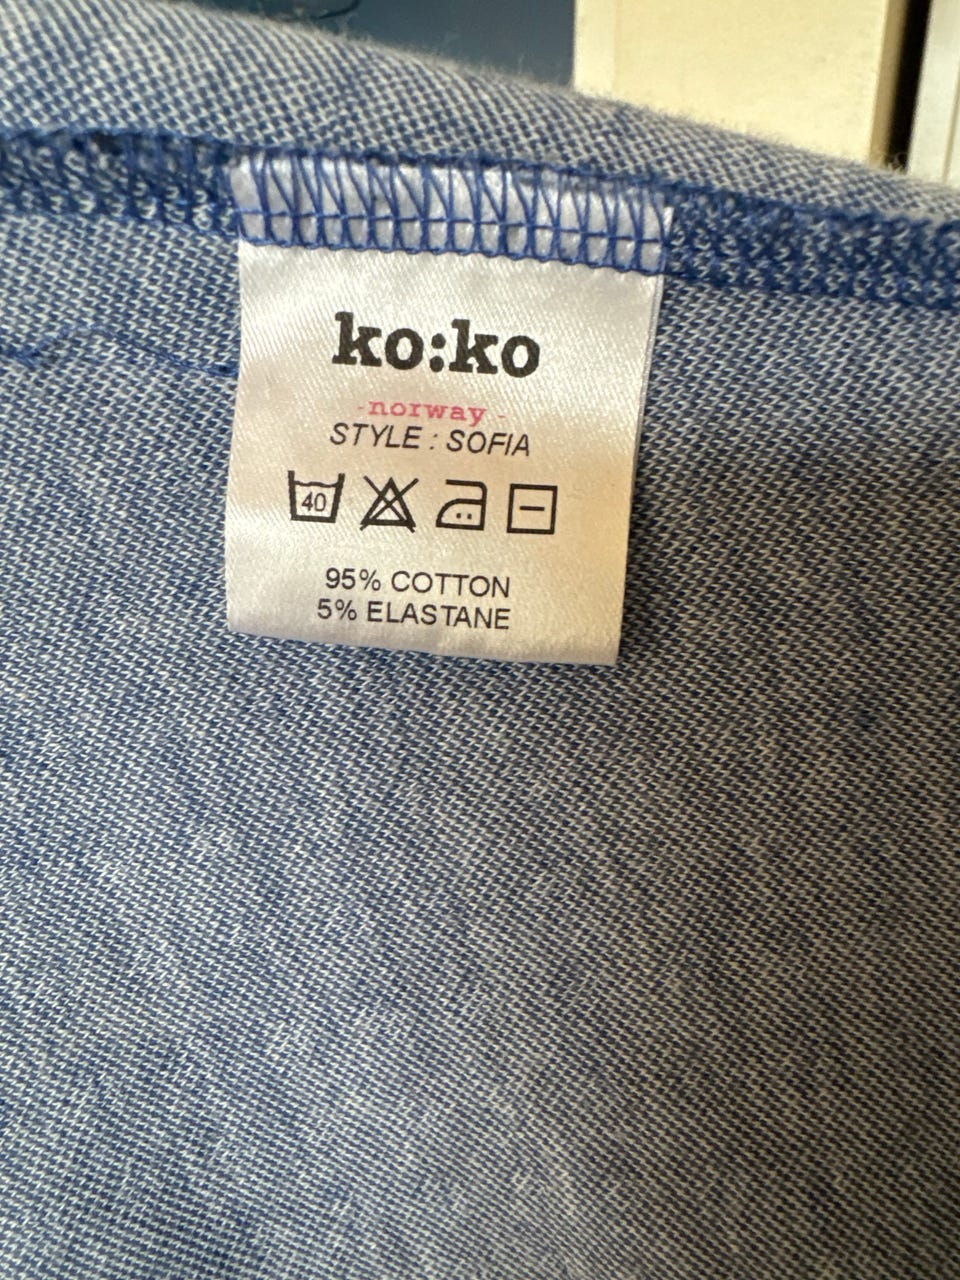 ko:ko
-norway-
STYLE : SOFIA
40
95% COTTON
5% ELASTANE